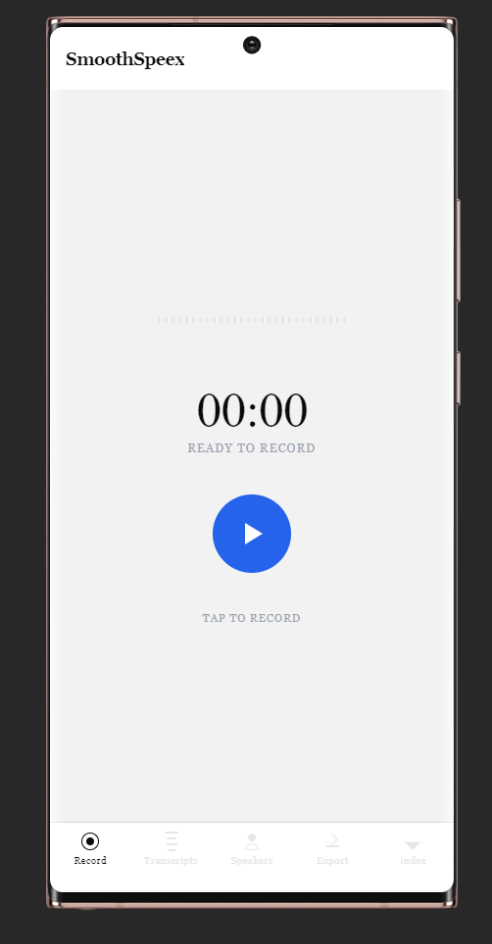 SmoothSpeex
00:00
READY TO RECORD
TAP TO RECORD
Record Transcripts Speakers Export index